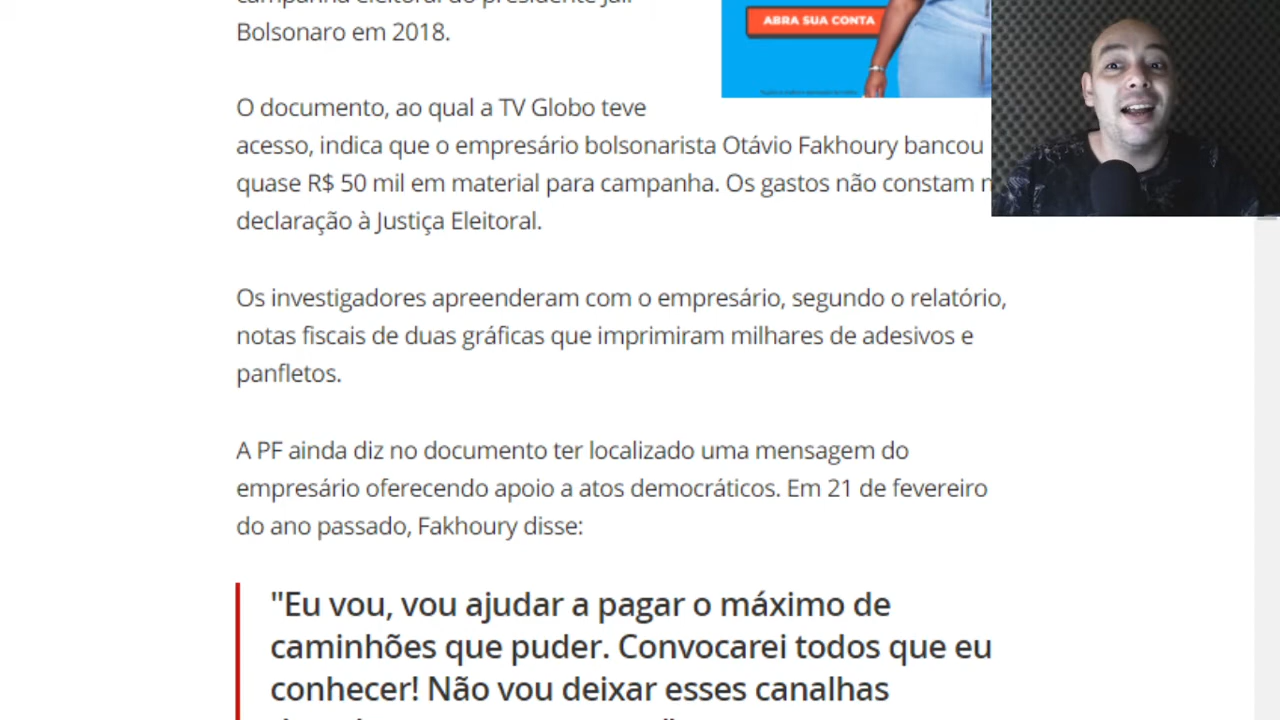 campanha eleitoral do presidente Jair
Bolsonaro em 2018.
ABRA SUA CONTA
O documento, ao qual a TV Globo teve
acesso, indica que o empresário bolsonarista Otávio Fakhoury bancou
quase R$ 50 mil em material para campanha. Os gastos não constam
declaração à Justiça Eleitoral.
Os investigadores apreenderam com o empresário, segundo o relatório,
notas fiscais de duas gráficas que imprimiram milhares de adesivos e
panfletos.
A PF ainda diz no documento ter localizado uma mensagem do
empresário oferecendo apoio a atos democráticos. Em 21 de fevereiro
do ano passado, Fakhoury disse:
"Eu vou, vou ajudar a pagar o máximo de
caminhões que puder. Convocarei todos que eu
conhecer! Não vou deixar esses canalhas